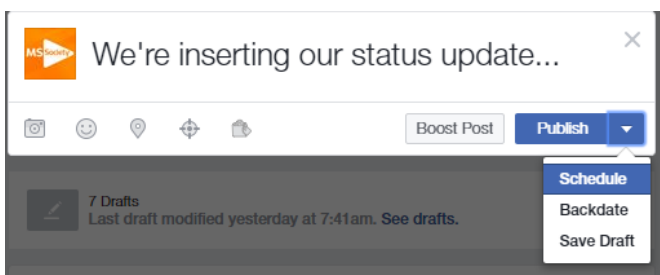 MS Society
We're inserting our status update...
Boost Post
Publish
Schedule
Backdate
Save Draft
7 Drafts
Last draft modified yesterday at 7:41am. See drafts.